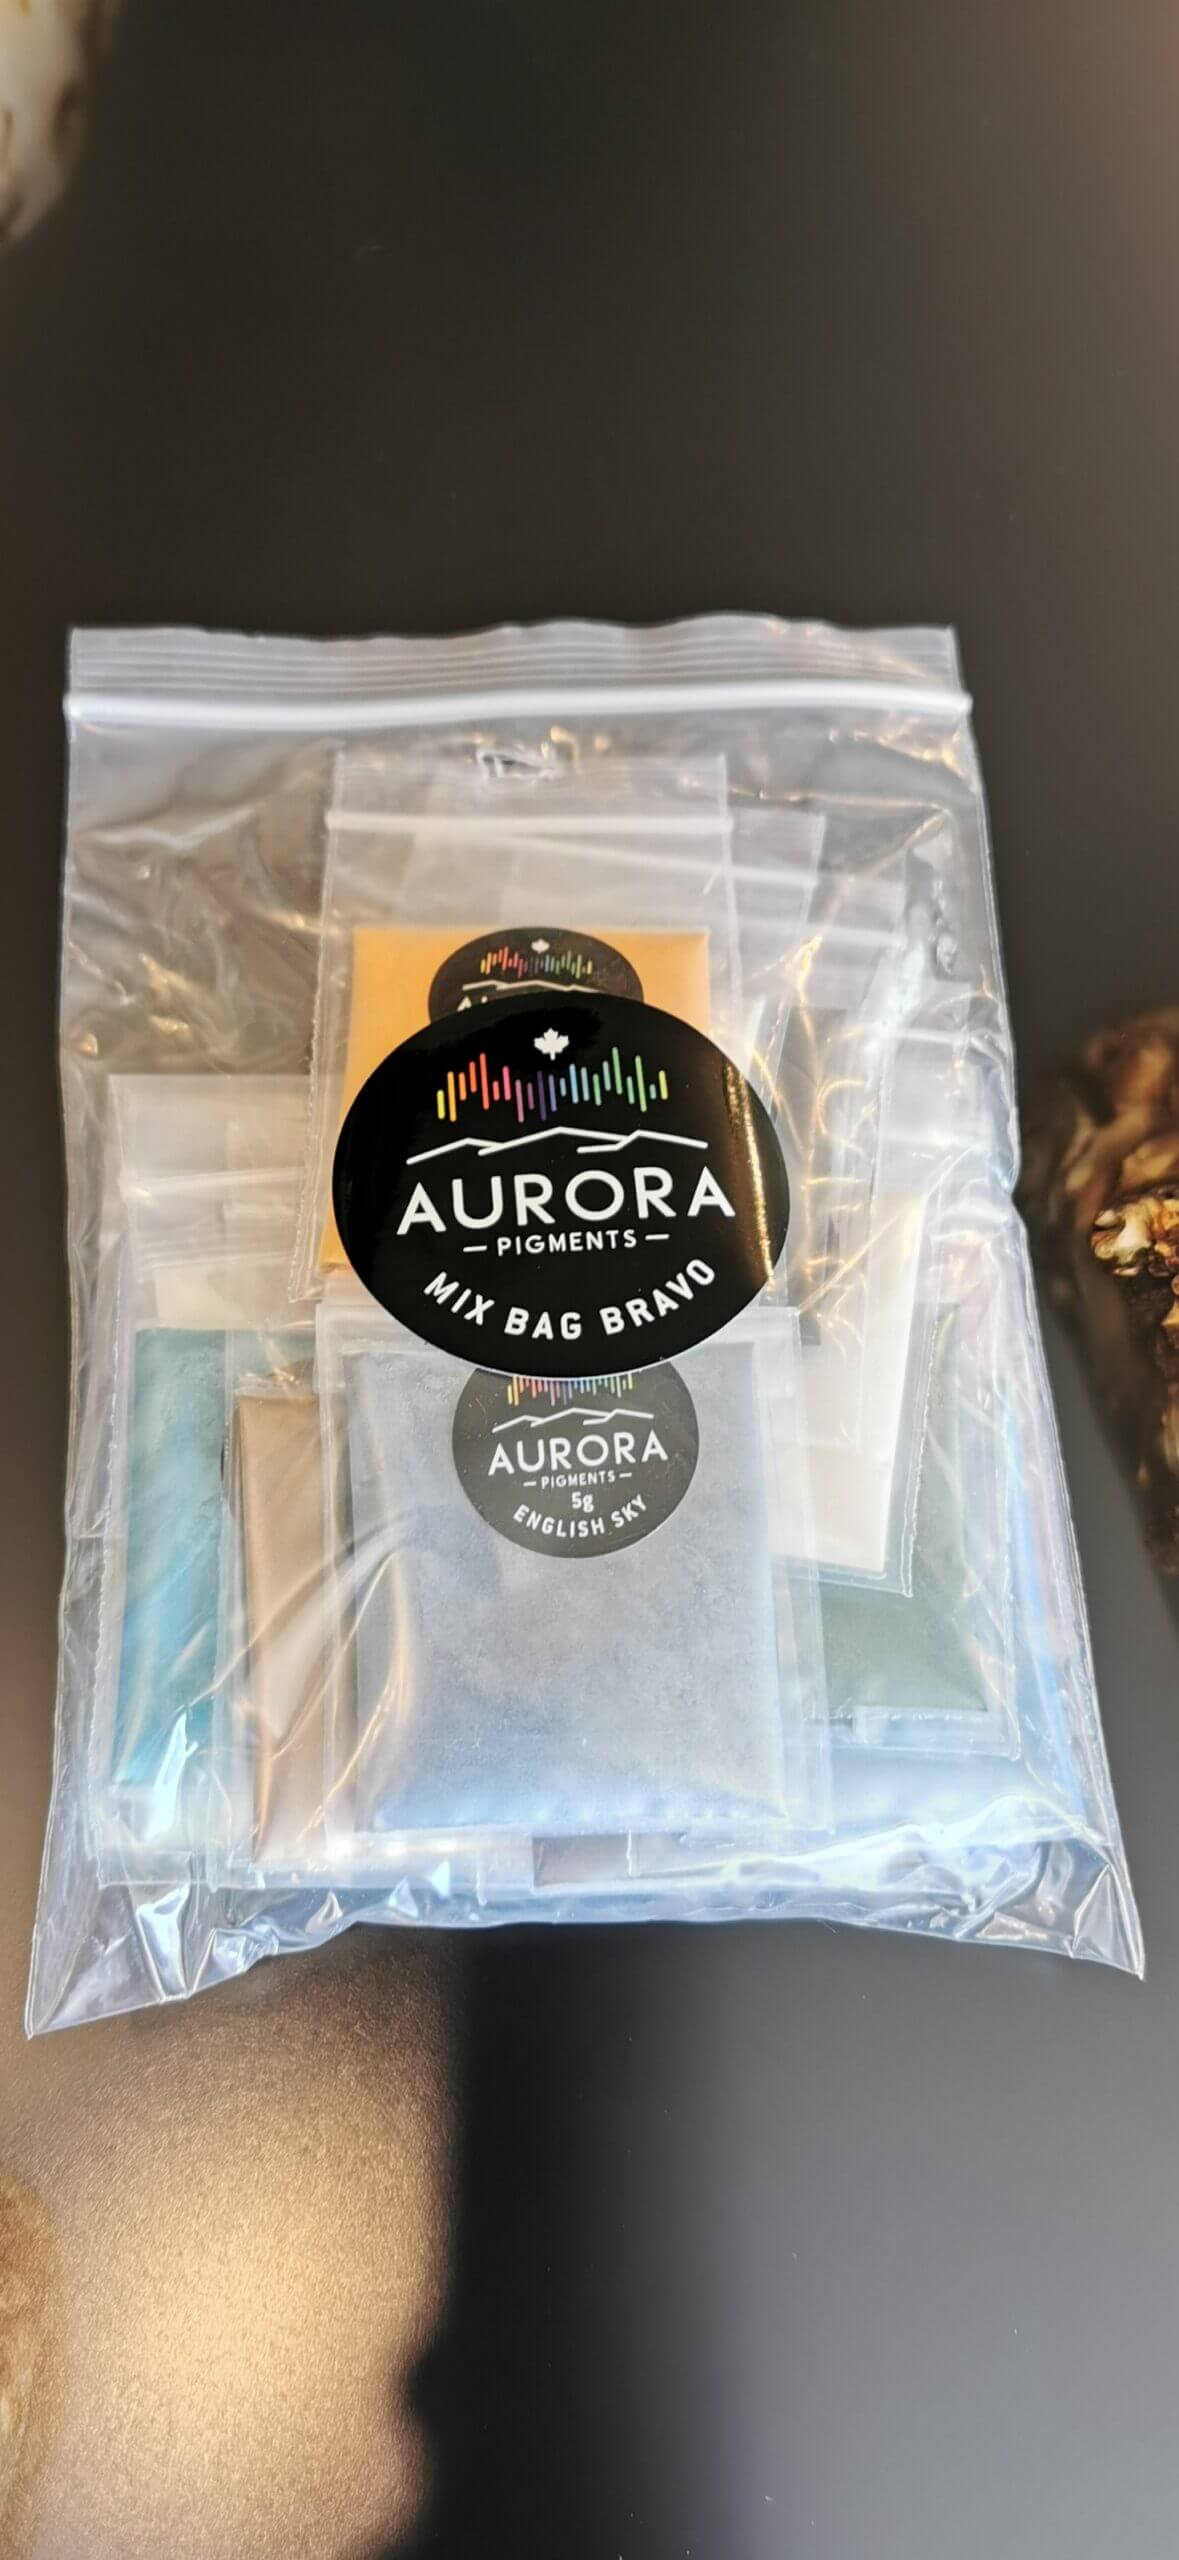 AURORA
— PIGMENTS —
MIX BAG BRAVO
AURORA
— PIGMENTS —
5g
ENGLISH SKY